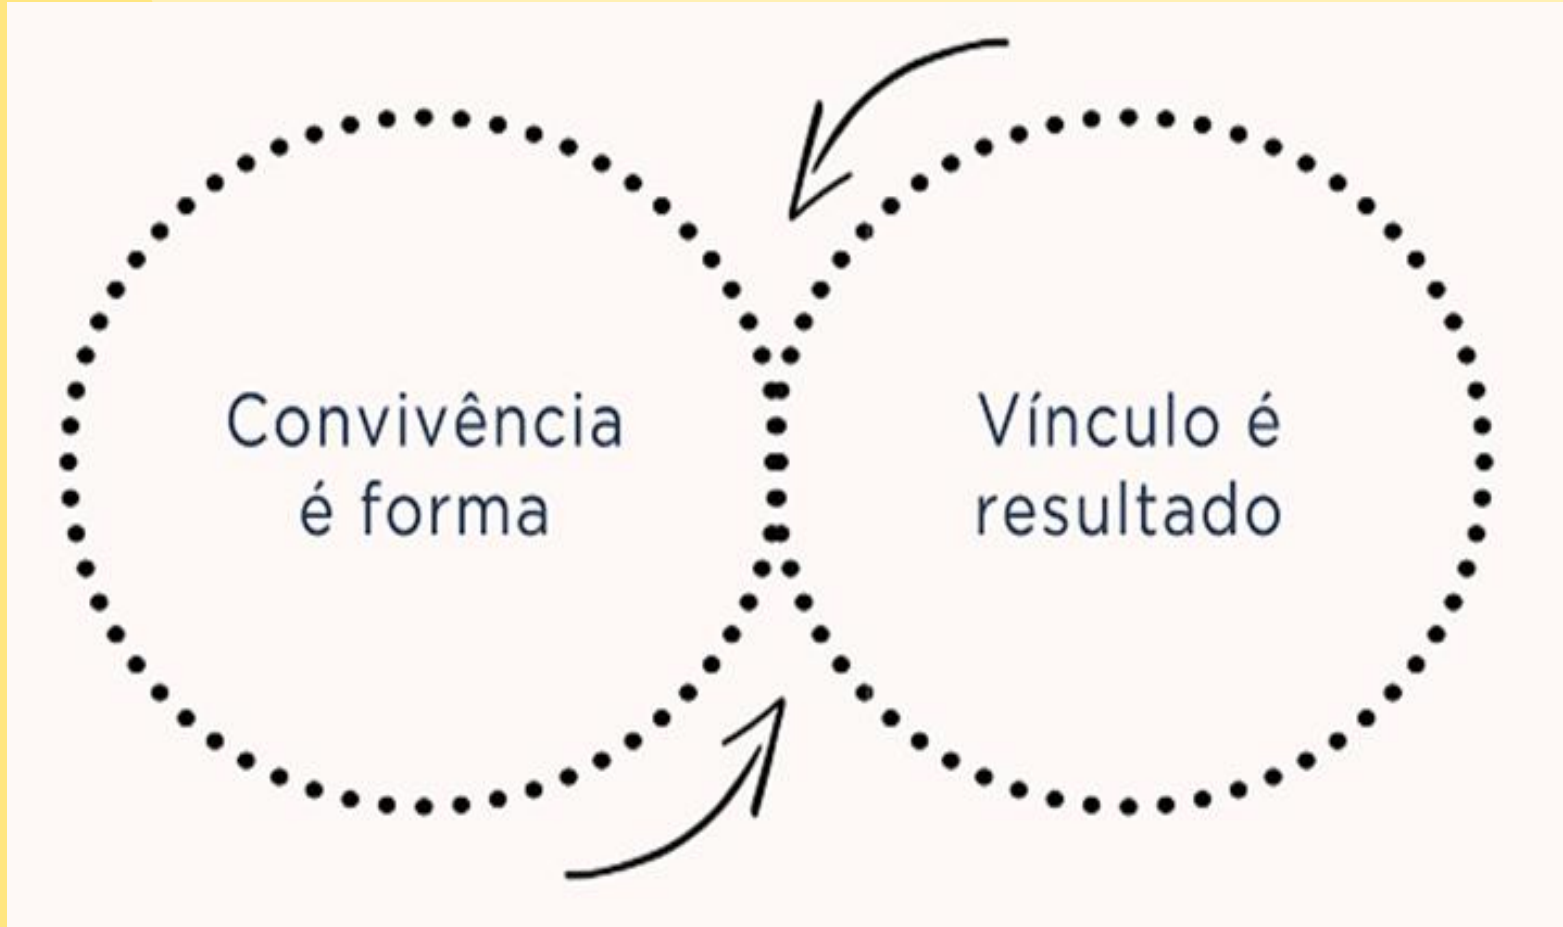 Convivência
é forma
Vínculo é
resultado